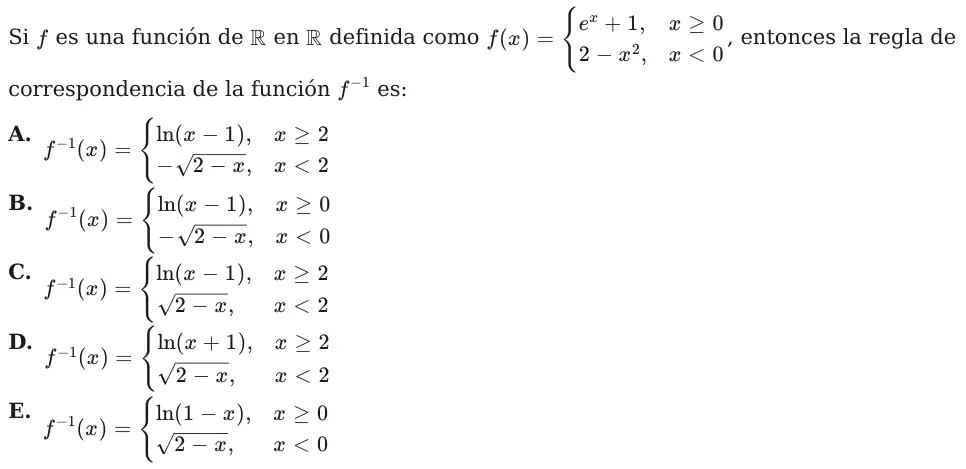 Si f es una función de ℝ en ℝ definida como f(x) = { e^x + 1, x ≥ 0; 2 − x², x < 0 , entonces la regla de
correspondencia de la función f⁻¹ es:
A. f⁻¹(x) = { ln(x − 1), x ≥ 2; −√(2 − x), x < 2
B. f⁻¹(x) = { ln(x − 1), x ≥ 0; −√(2 − x), x < 0
C. f⁻¹(x) = { ln(x − 1), x ≥ 2; √(2 − x), x < 2
D. f⁻¹(x) = { ln(x + 1), x ≥ 2; √(2 − x), x < 2
E. f⁻¹(x) = { ln(1 − x), x ≥ 0; √(2 − x), x < 0